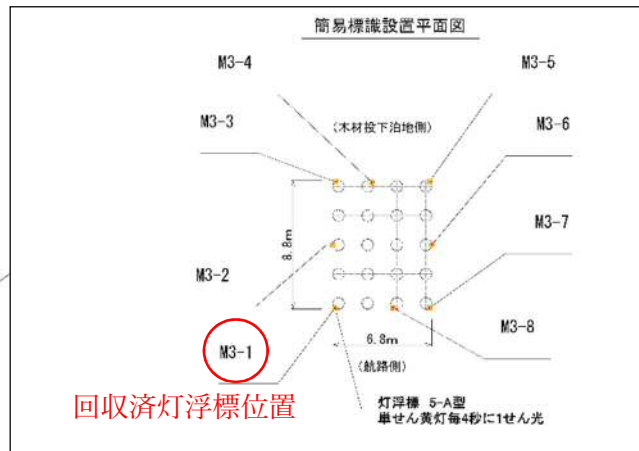 簡易標識設置平面図
M3-4
M3-5
M3-3
(木材投下泊地側)
M3-6
8.8m
M3-7
M3-2
M3-8
M3-1
6.8m
(航路側)
回収済灯浮標位置
灯浮標 5-A型
単せん黄灯毎4秒に1せん光